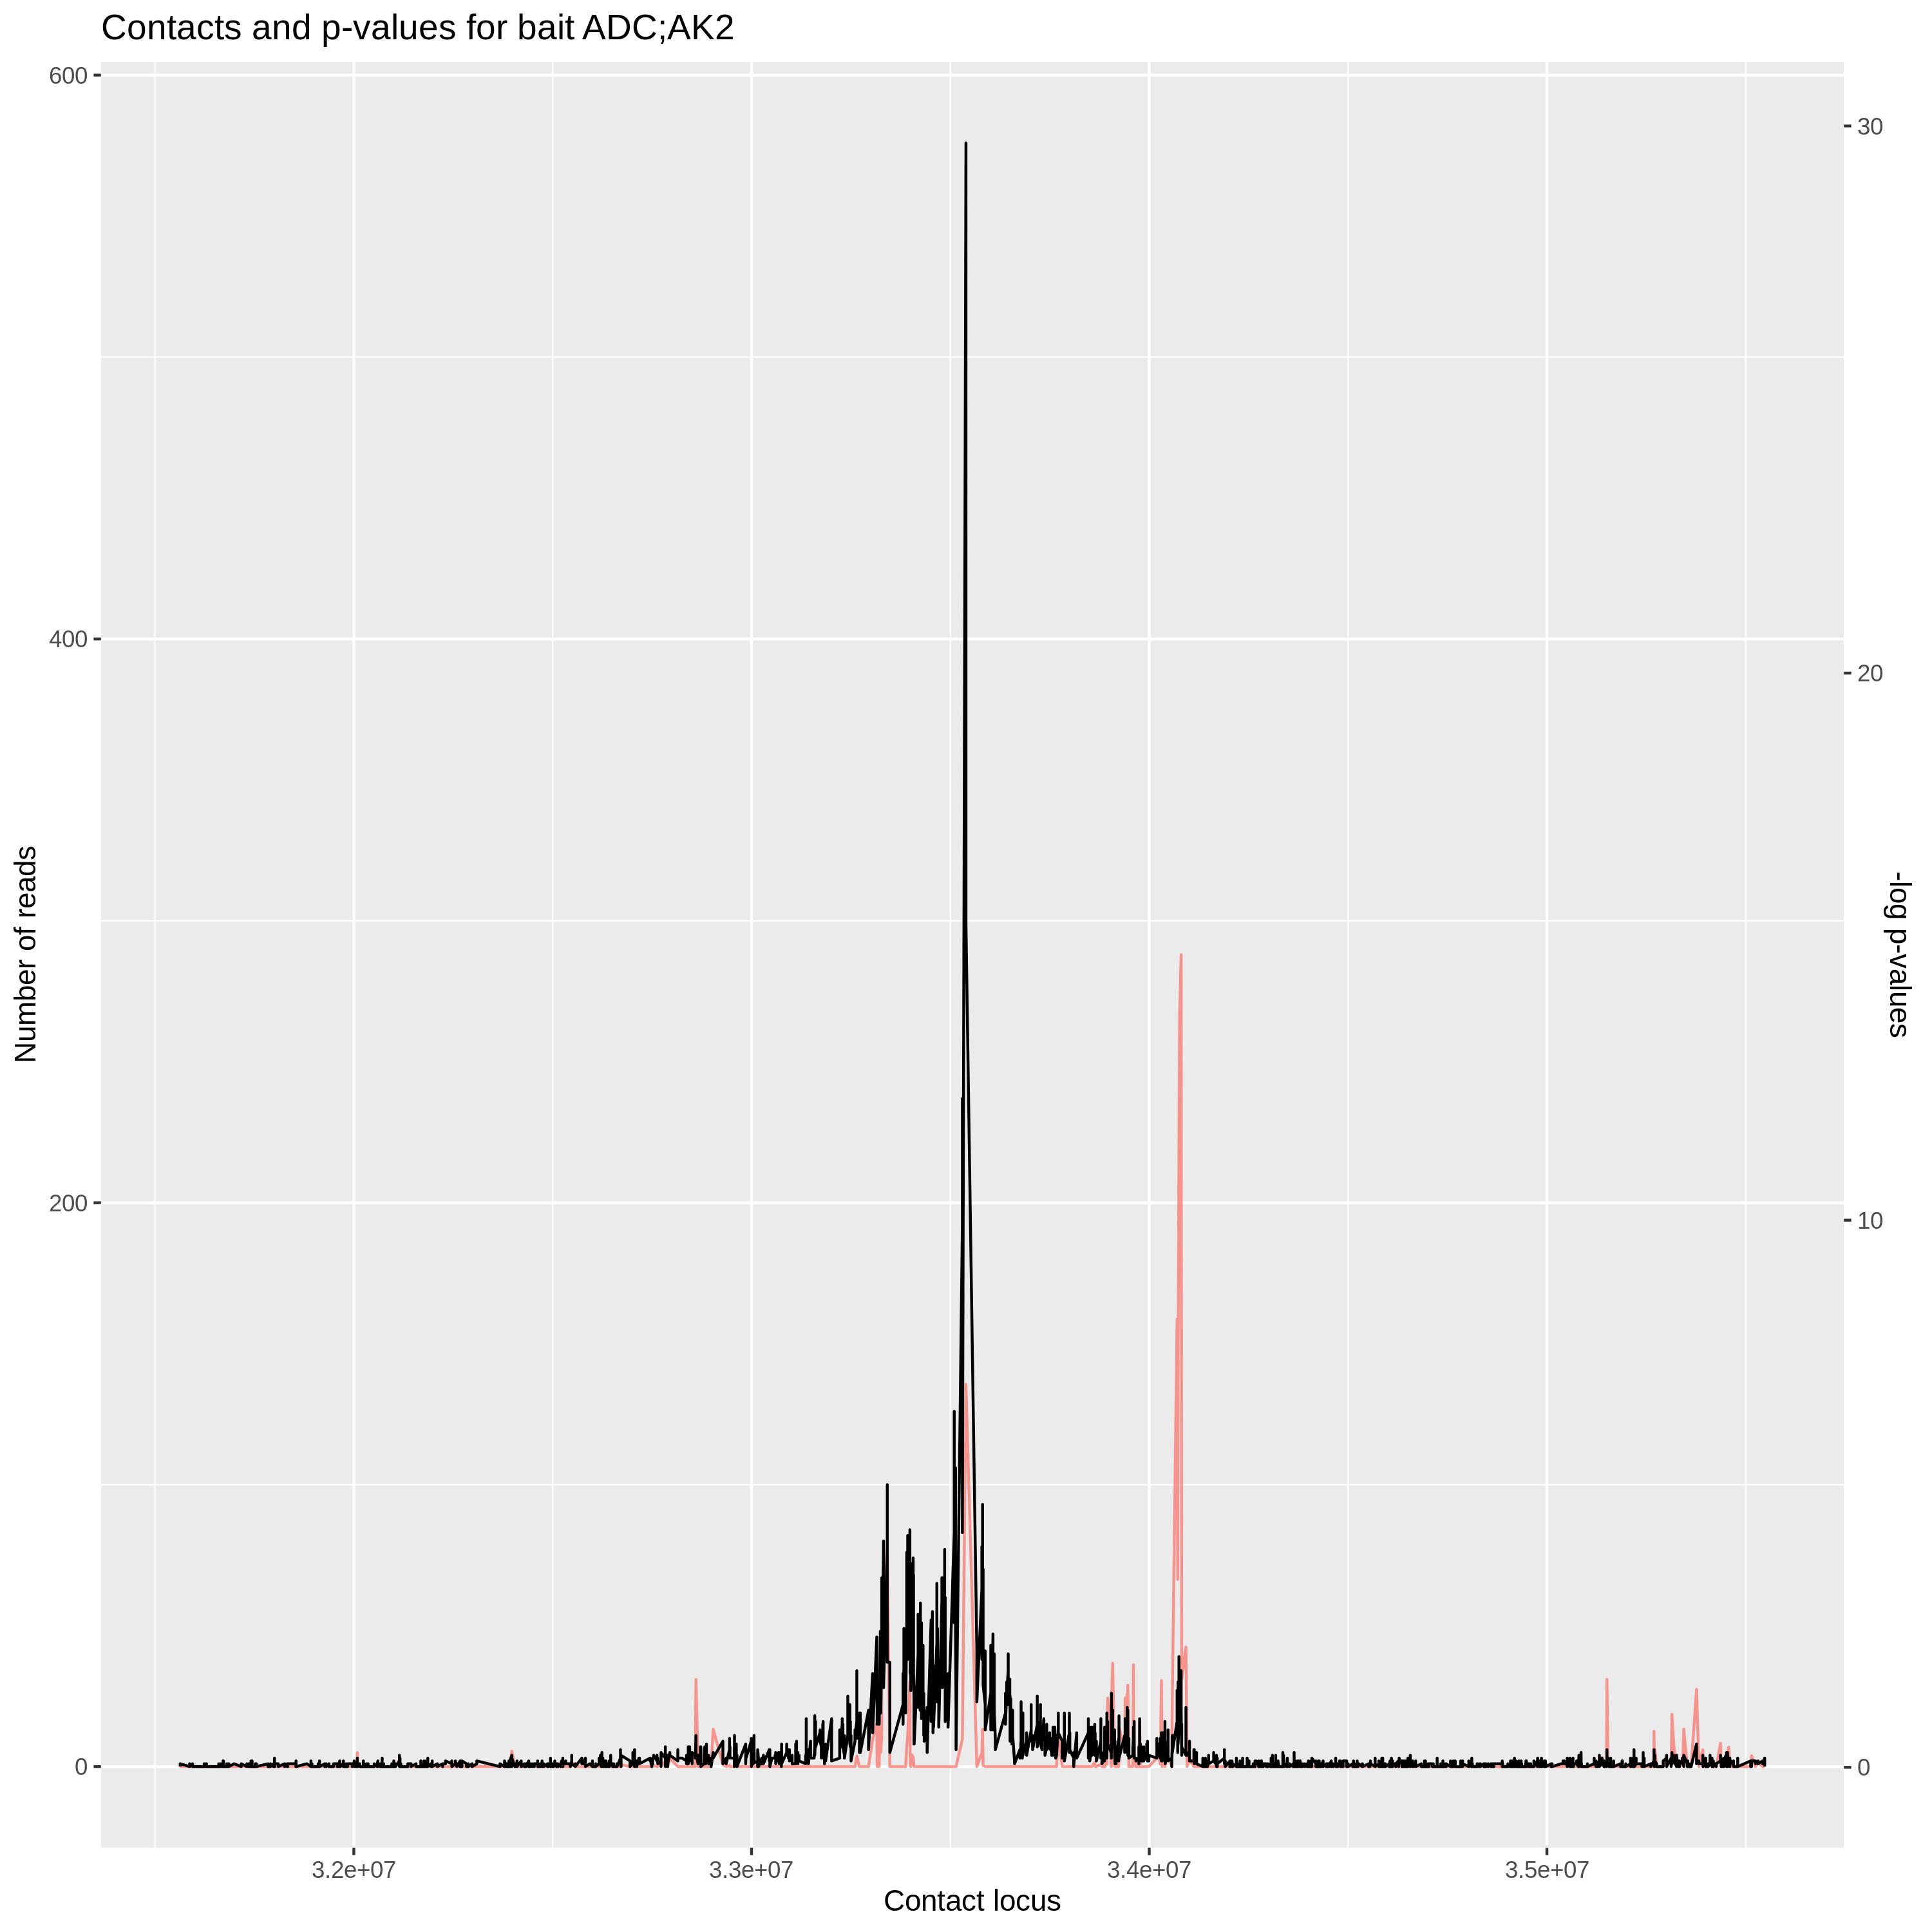 Contacts and p-values for bait ADC;AK2
600
400
200
0
Number of reads
30
20
10
0
-log p-values
3.2e+07
3.3e+07
3.4e+07
3.5e+07
Contact locus